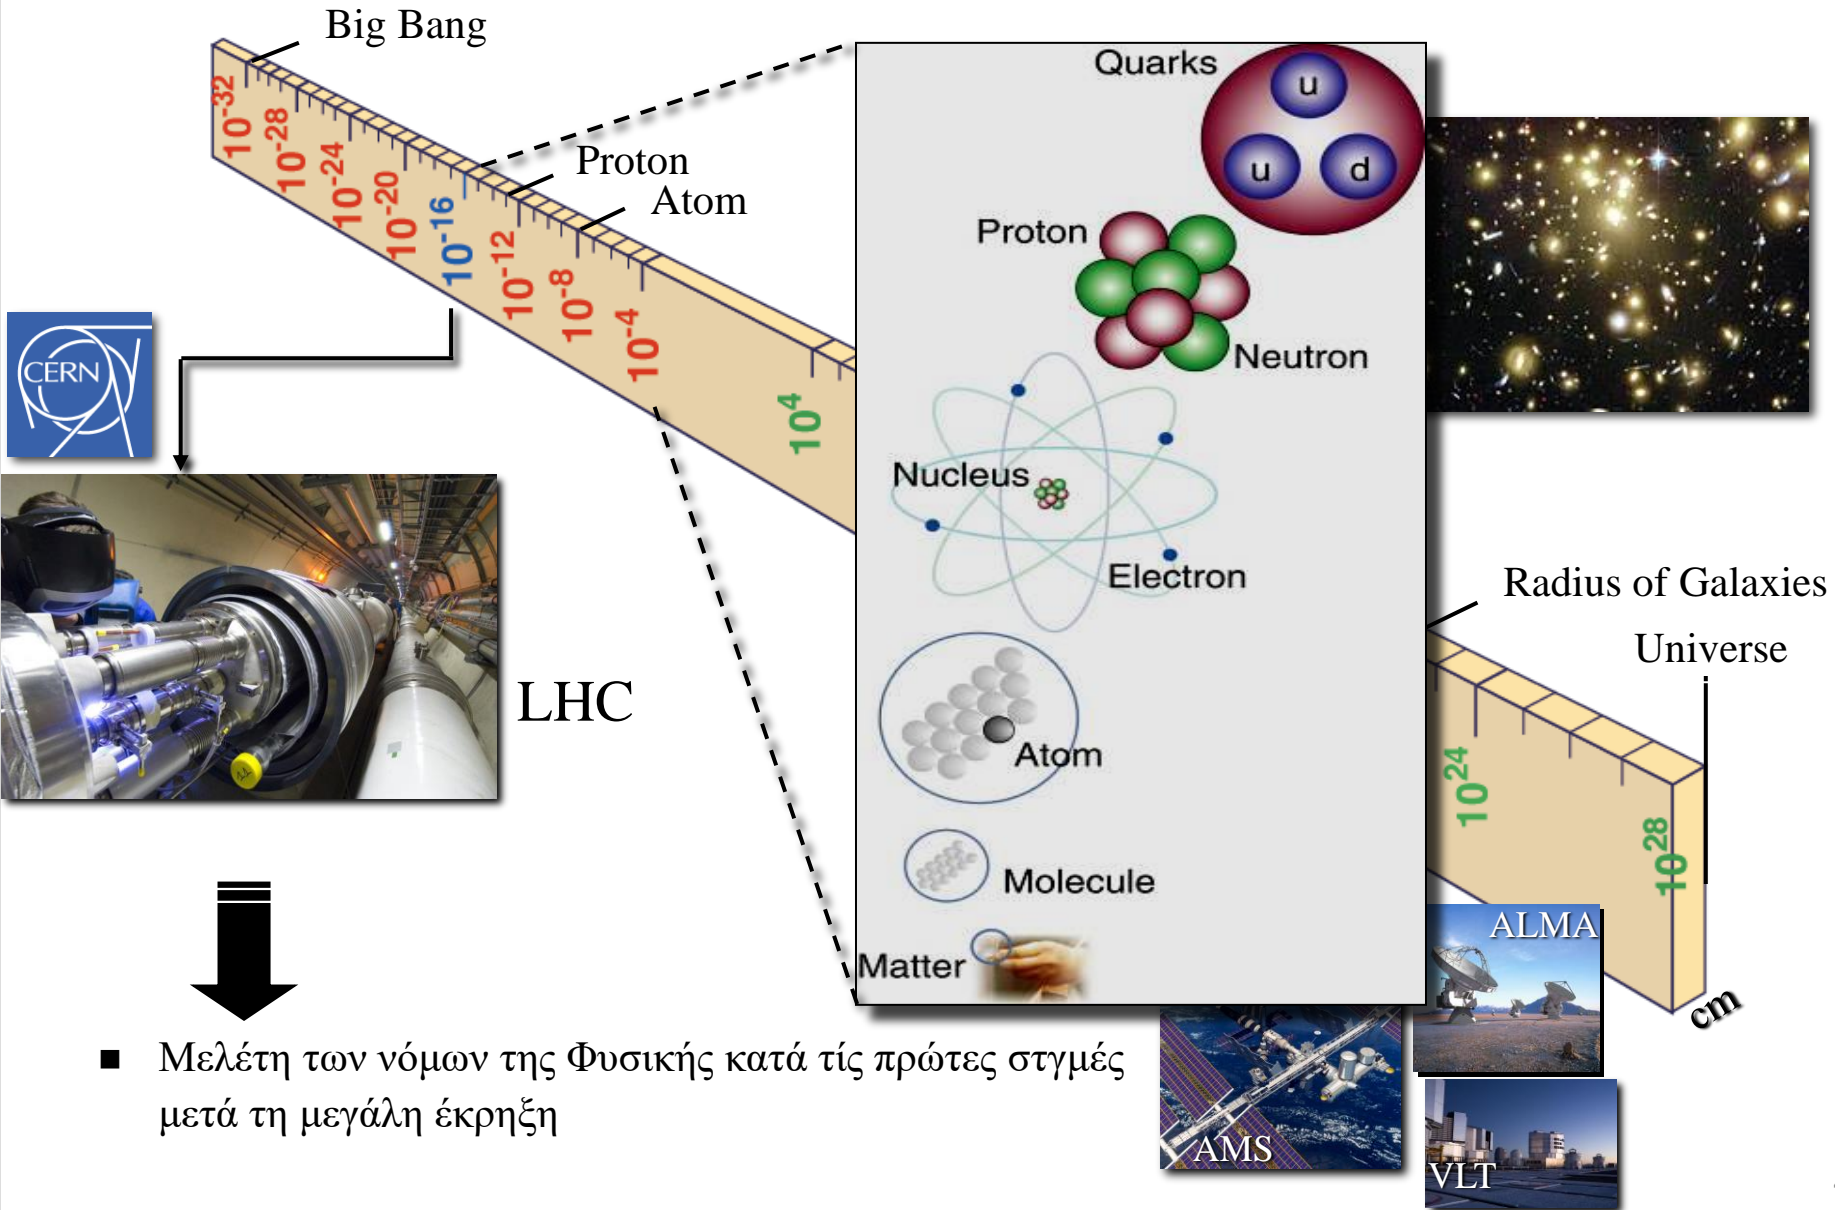 Big Bang
Proton
Atom
10-32
10-28
10-24
10-20
10-16
10-12
10-8
10-4
104
Quarks
u
u
d
Proton
Neutron
Nucleus
Electron
Atom
Molecule
Matter
CERN
LHC
Radius of Galaxies
Universe
1024
1028
cm
ALMA
AMS
VLT
■ Μελέτη των νόμων της Φυσικής κατά τίς πρώτες στγμές
μετά τη μεγάλη έκρηξη